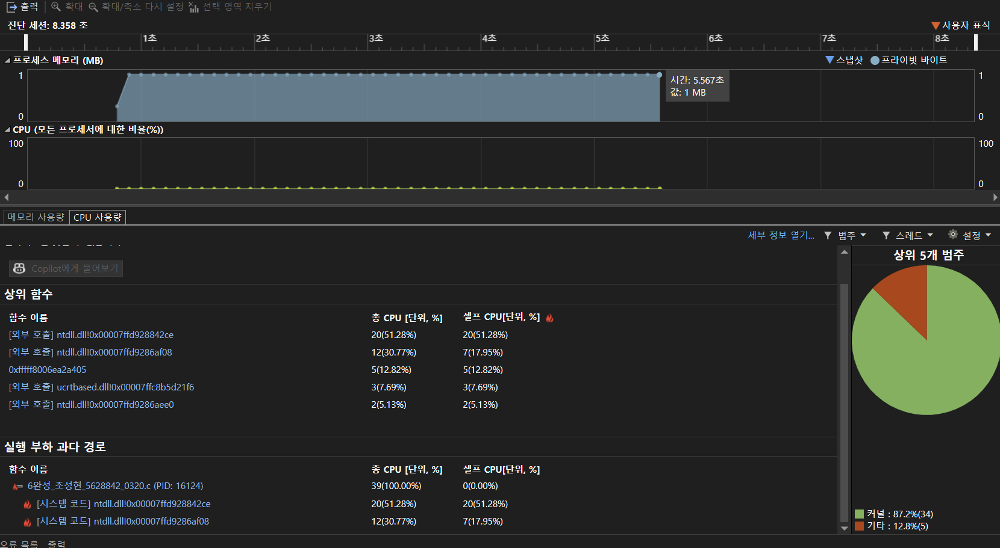 출력 확대 확대/축소 다시 설정 선택 영역 지우기
진단 세션: 8.358 초 사용자 표식
1초 2초 3초 4초 5초 6초 7초 8초
프로세스 메모리 (MB) 스냅샷 프라이빗 바이트
1 1
시간: 5.567초
값: 1 MB
0 0
CPU (모든 프로세서에 대한 비율(%))
100 100
0 0
메모리 사용량 CPU 사용량
세부 정보 열기... 범주 스레드 설정
상위 5개 범주
Copilot에게 물어보기
상위 함수
함수 이름 총 CPU [단위, %] 셀프 CPU[단위, %]
[외부 호출] ntdll.dll!0x00007ffd928842ce 20(51.28%) 20(51.28%)
[외부 호출] ntdll.dll!0x00007ffd9286af08 12(30.77%) 7(17.95%)
0xfffff8006ea2a405 5(12.82%) 5(12.82%)
[외부 호출] ucrtbased.dll!0x00007ffc8b5d21f6 3(7.69%) 3(7.69%)
[외부 호출] ntdll.dll!0x00007ffd9286aee0 2(5.13%) 2(5.13%)
실행 부하 과다 경로
함수 이름 총 CPU [단위, %] 셀프 CPU[단위, %]
6완성_조성현_5628842_0320.c (PID: 16124) 39(100.00%) 0(0.00%)
[시스템 코드] ntdll.dll!0x00007ffd928842ce 20(51.28%) 20(51.28%)
[시스템 코드] ntdll.dll!0x00007ffd9286af08 12(30.77%) 7(17.95%)
커널 : 87.2%(34)
기타 : 12.8%(5)
오류 목록 출력